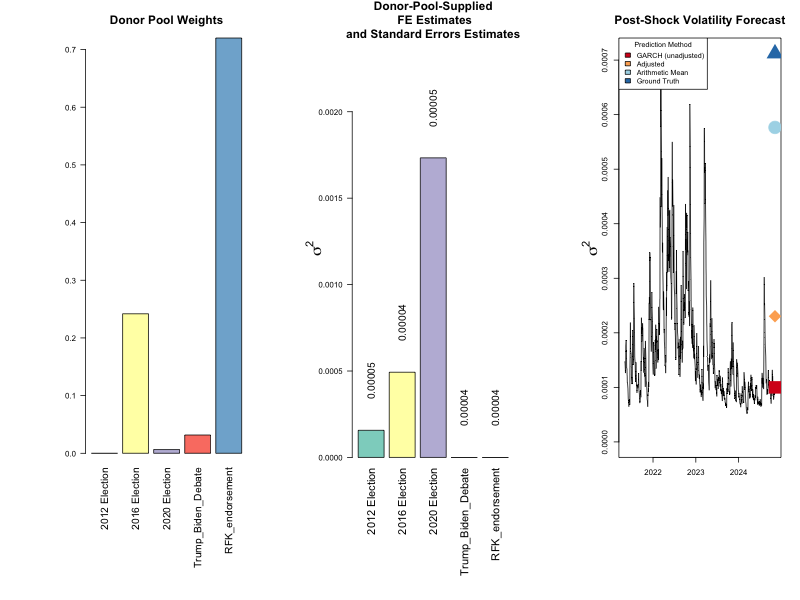 Donor Pool Weights
0.7
0.6
0.5
0.4
0.3
0.2
0.1
0.0
2012 Election
2016 Election
2020 Election
Trump_Biden_Debate
RFK_endorsement
Donor-Pool-Supplied
FE Estimates
and Standard Errors Estimates
σ2
0.0020
0.0015
0.0010
0.0005
0.0000
0.00005
0.00004
0.00005
0.00004
0.00004
2012 Election
2016 Election
2020 Election
Trump_Biden_Debate
RFK_endorsement
Post-Shock Volatility Forecast
Prediction Method
GARCH (unadjusted)
Adjusted
Arithmetic Mean
Ground Truth
σ2
0.0007
0.0006
0.0005
0.0004
0.0003
0.0002
0.0001
0.0000
2022
2023
2024